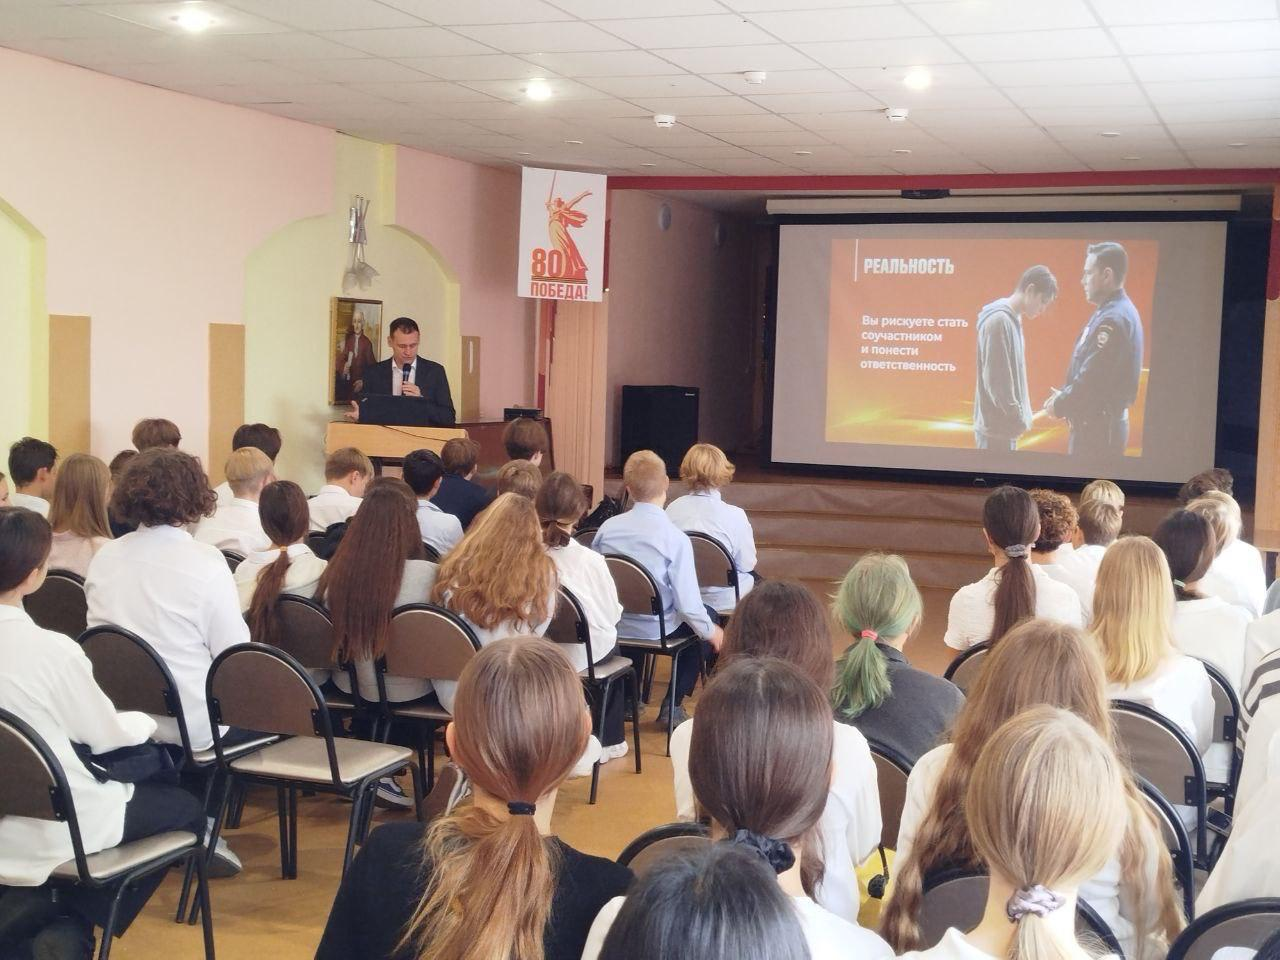 80
ПОБЕДА!
РЕАЛЬНОСТЬ
Вы рискуете стать
соучастником
и понести
ответственность